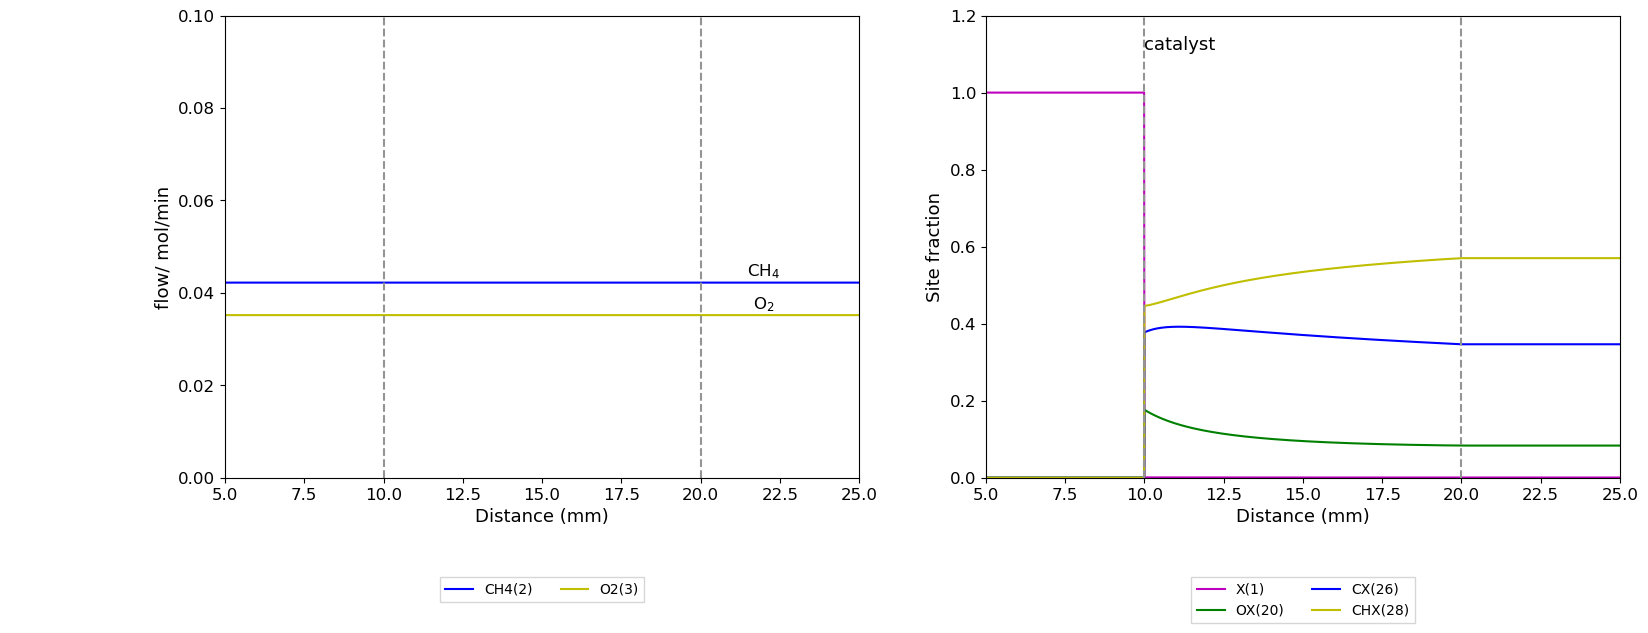 0.10
0.08
0.06
0.04
0.02
0.00
flow/ mol/min
CH₄
O₂
5.0 7.5 10.0 12.5 15.0 17.5 20.0 22.5 25.0
Distance (mm)
CH4(2) O2(3)
1.2
1.0
0.8
0.6
0.4
0.2
0.0
Site fraction
catalyst
5.0 7.5 10.0 12.5 15.0 17.5 20.0 22.5 25.0
Distance (mm)
X(1) CX(26)
OX(20) CHX(28)